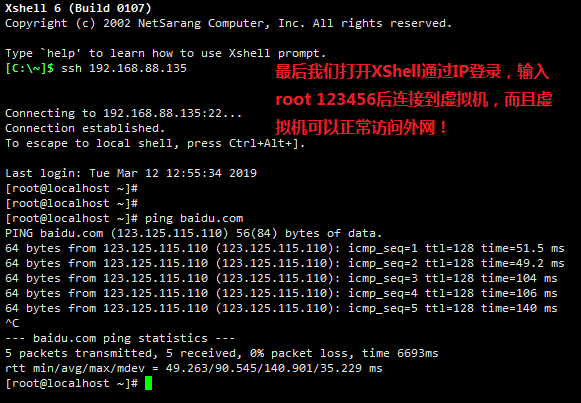 Xshell 6 (Build 0107)
Copyright (c) 2002 NetSarang Computer, Inc. All rights reserved.
Type `help' to learn how to use Xshell prompt.
[C:\~]$ ssh 192.168.88.135
最后我们打开XShell通过IP登录，输入
root 123456后连接到虚拟机，而且虚
拟机可以正常访问外网！
Connecting to 192.168.88.135:22...
Connection established.
To escape to local shell, press Ctrl+Alt+].
Last login: Tue Mar 12 12:55:34 2019
[root@localhost ~]#
[root@localhost ~]#
[root@localhost ~]# ping baidu.com
PING baidu.com (123.125.115.110) 56(84) bytes of data.
64 bytes from 123.125.115.110 (123.125.115.110): icmp_seq=1 ttl=128 time=51.5 ms
64 bytes from 123.125.115.110 (123.125.115.110): icmp_seq=2 ttl=128 time=49.2 ms
64 bytes from 123.125.115.110 (123.125.115.110): icmp_seq=3 ttl=128 time=104 ms
64 bytes from 123.125.115.110 (123.125.115.110): icmp_seq=4 ttl=128 time=106 ms
64 bytes from 123.125.115.110 (123.125.115.110): icmp_seq=5 ttl=128 time=140 ms
^C
--- baidu.com ping statistics ---
5 packets transmitted, 5 received, 0% packet loss, time 6693ms
rtt min/avg/max/mdev = 49.263/90.545/140.901/35.229 ms
[root@localhost ~]#